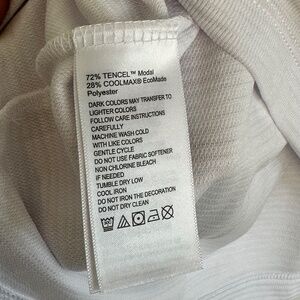 72% TENCEL™ Modal
28% COOLMAX® EcoMade
Polyester
DARK COLORS MAY TRANSFER TO
LIGHTER COLORS
FOLLOW CARE INSTRUCTIONS
CAREFULLY
MACHINE WASH COLD
WITH LIKE COLORS
GENTLE CYCLE
DO NOT USE FABRIC SOFTENER
NON CHLORINE BLEACH
IF NEEDED
TUMBLE DRY LOW
COOL IRON
DO NOT IRON THE DECORATION
DO NOT DRY CLEAN